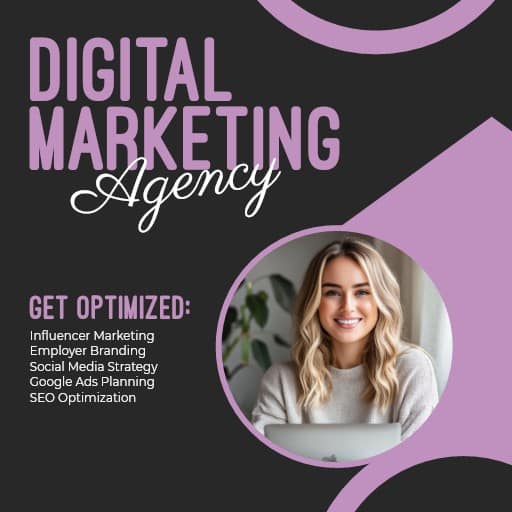 DIGITAL
MARKETING
Agency
GET OPTIMIZED:
Influencer Marketing
Employer Branding
Social Media Strategy
Google Ads Planning
SEO Optimization